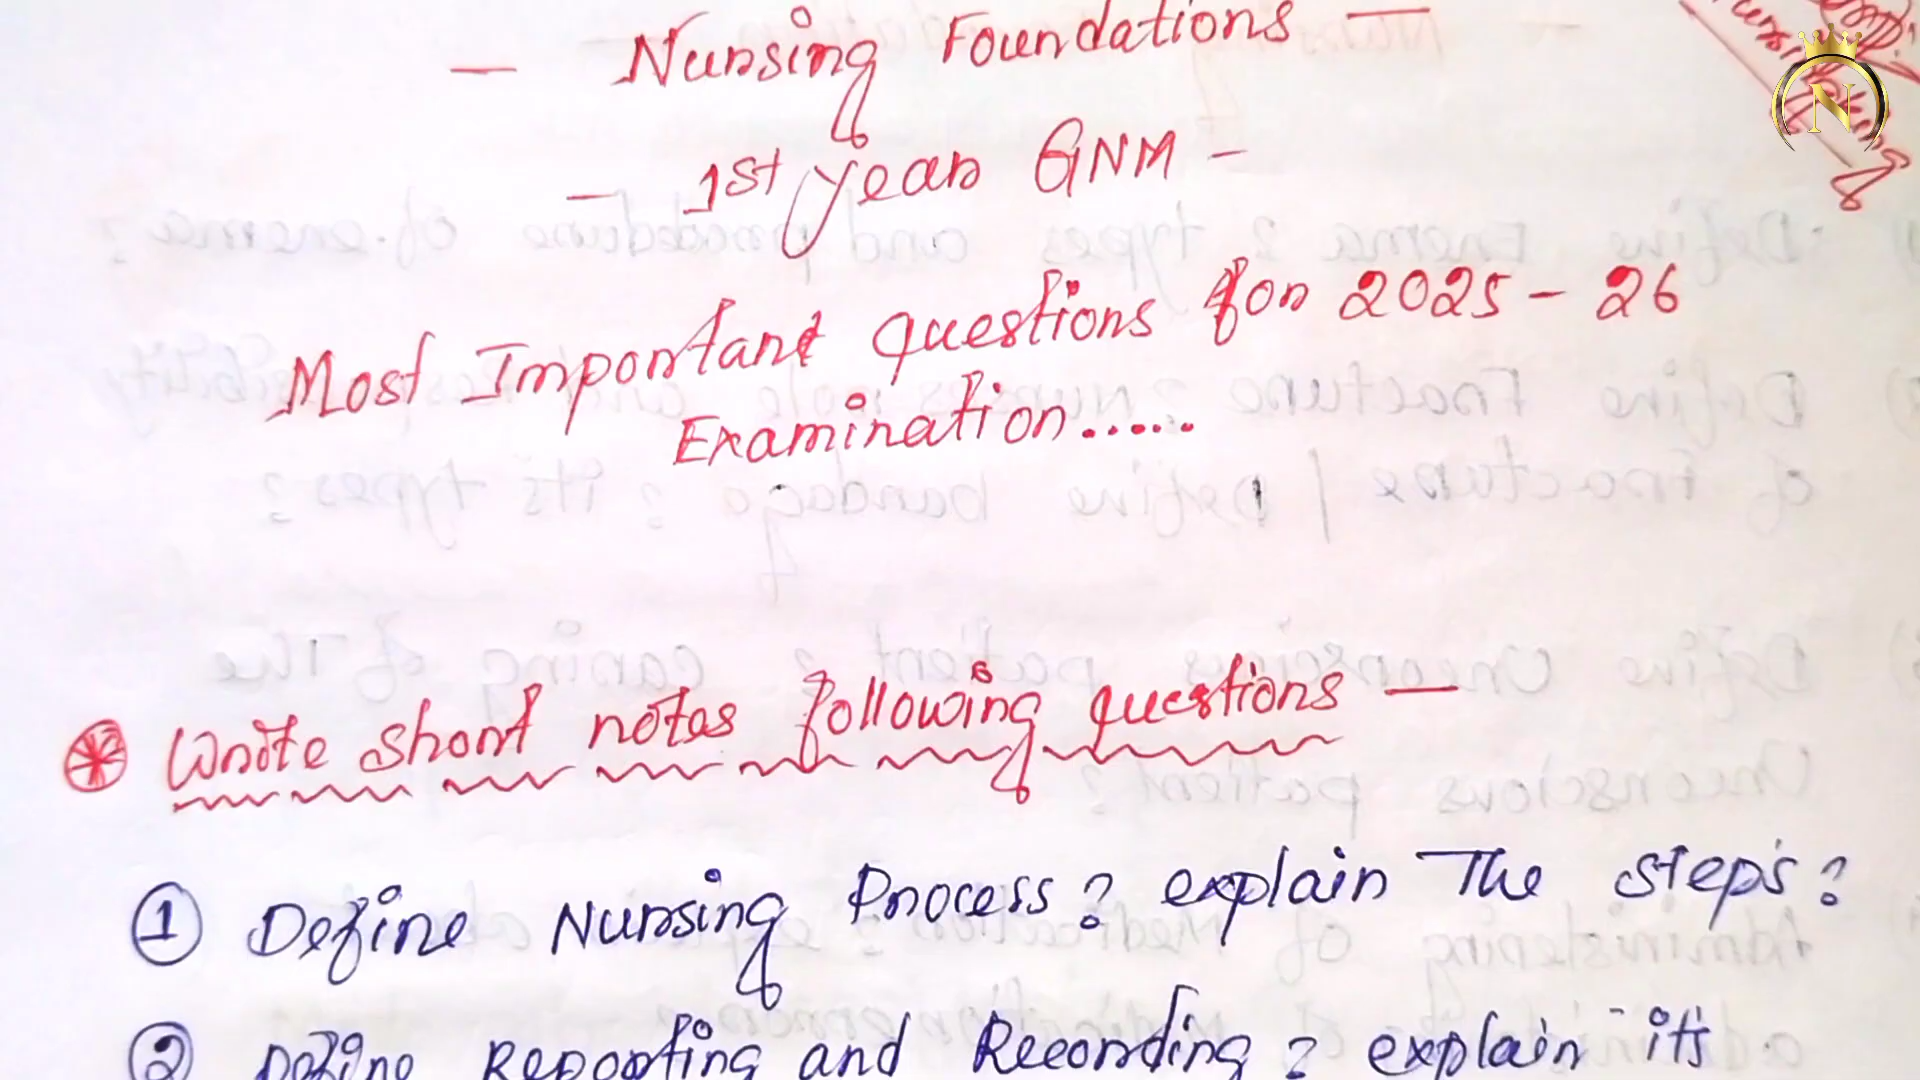 — Nursing Foundations —
— 1st year GNM —
Most Important questions for 2025-26
Examination......
Write short notes following questions —
① Define Nursing Process? explain The steps?
② Define Reporting and Recording? explain its
N